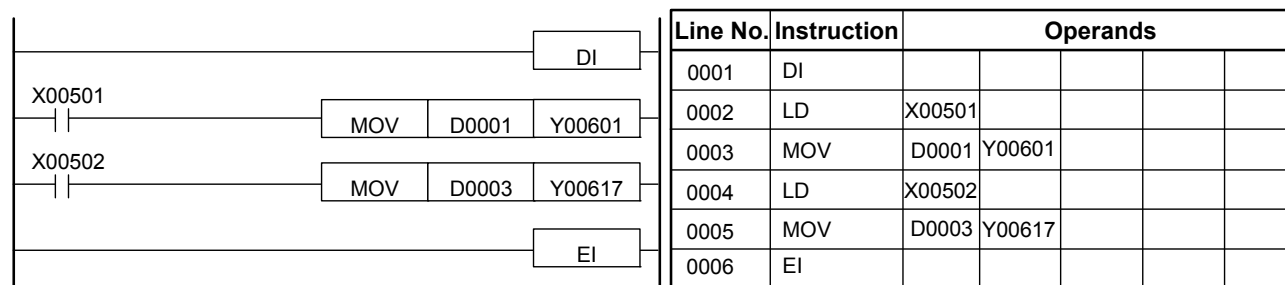 DI
X00501
MOV D0001 Y00601
X00502
MOV D0003 Y00617
EI
Line No. Instruction Operands
0001 DI
0002 LD X00501
0003 MOV D0001 Y00601
0004 LD X00502
0005 MOV D0003 Y00617
0006 EI